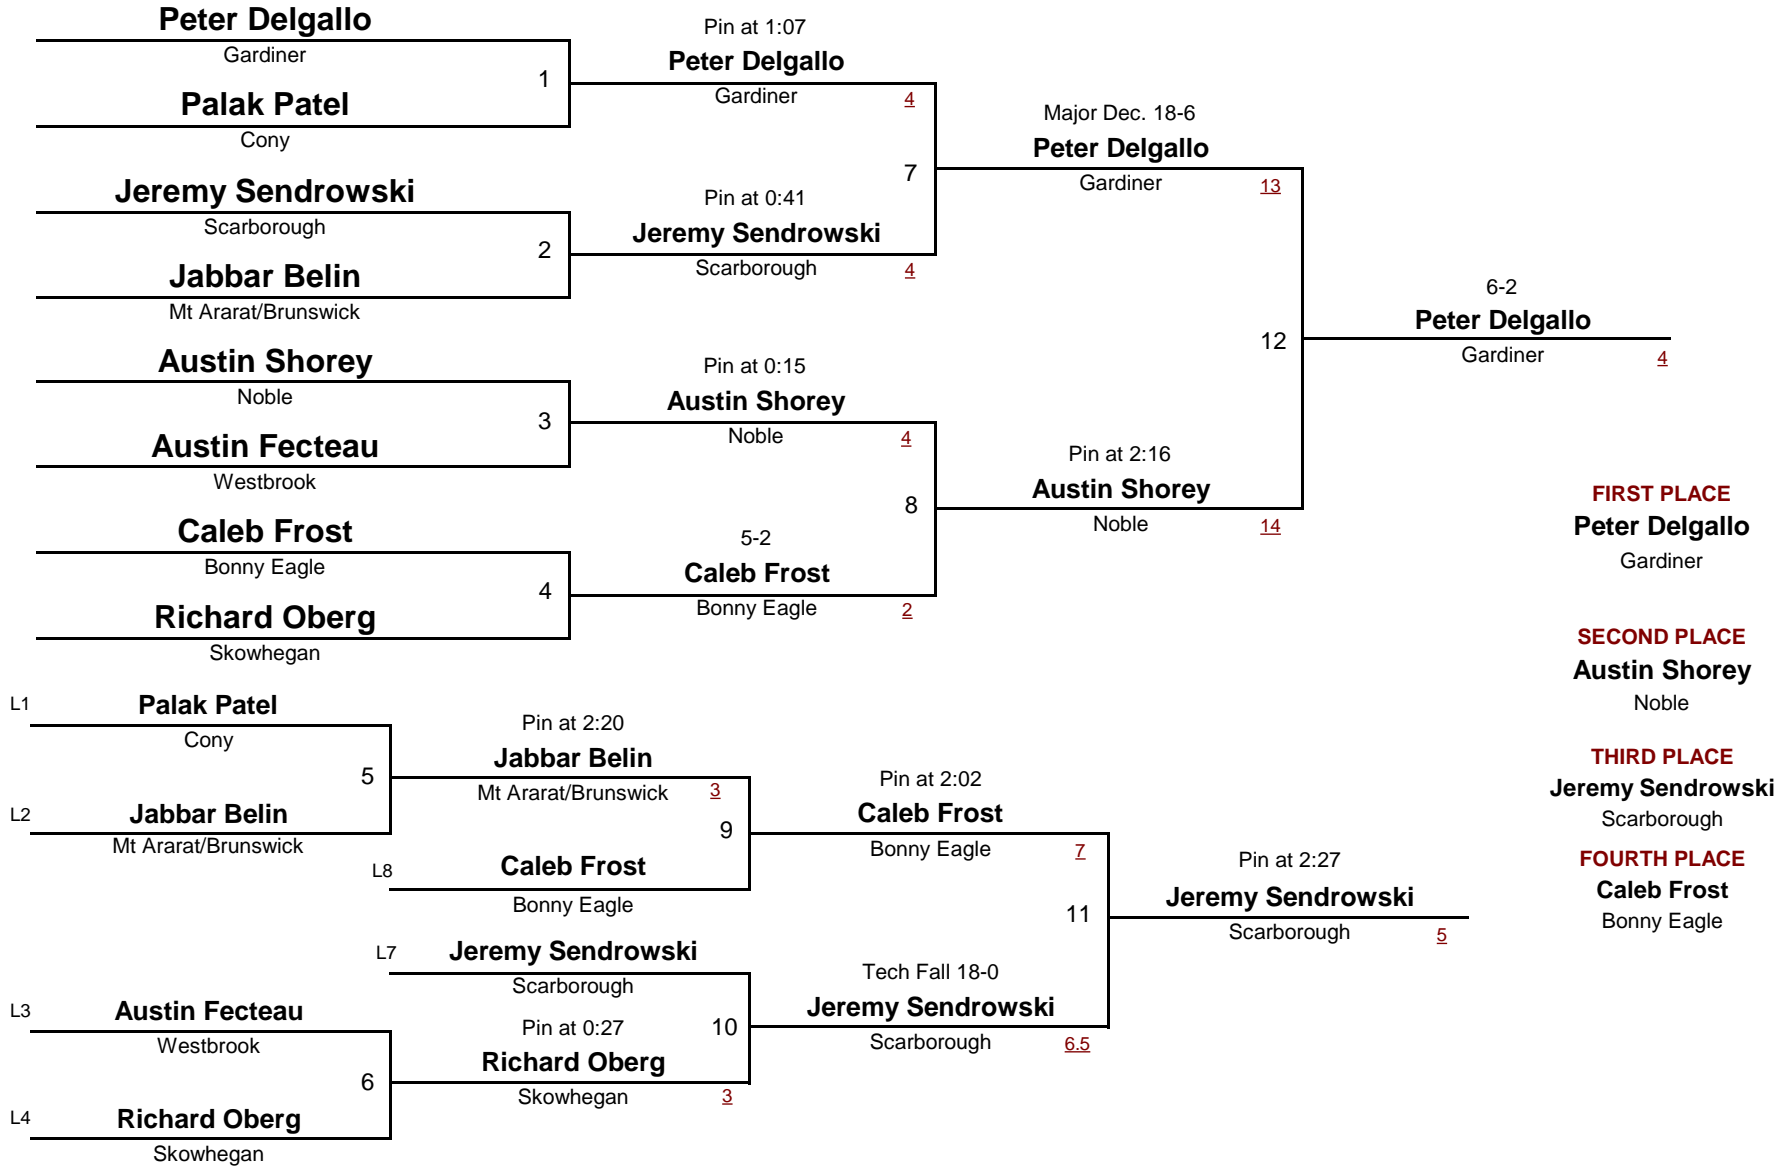 Peter Delgallo
Gardiner
1
Palak Patel
Cony
Jeremy Sendrowski
Scarborough
2
Jabbar Belin
Mt Ararat/Brunswick
Austin Shorey
Noble
3
Austin Fecteau
Westbrook
Caleb Frost
Bonny Eagle
4
Richard Oberg
Skowhegan
Pin at 1:07
Peter Delgallo
Gardiner 4
7
Pin at 0:41
Jeremy Sendrowski
Scarborough 4
Pin at 0:15
Austin Shorey
Noble 4
8
5-2
Caleb Frost
Bonny Eagle 2
Major Dec. 18-6
Peter Delgallo
Gardiner 13
12
Pin at 2:16
Austin Shorey
Noble 14
6-2
Peter Delgallo
Gardiner 4
L1 Palak Patel
Cony
5
L2 Jabbar Belin
Mt Ararat/Brunswick
L3 Austin Fecteau
Westbrook
6
L4 Richard Oberg
Skowhegan
Pin at 2:20
Jabbar Belin
Mt Ararat/Brunswick 3
9
L8 Caleb Frost
Bonny Eagle
L7 Jeremy Sendrowski
Scarborough
10
Pin at 0:27
Richard Oberg
Skowhegan 3
Pin at 2:02
Caleb Frost
Bonny Eagle 7
11
Tech Fall 18-0
Jeremy Sendrowski
Scarborough 6.5
Pin at 2:27
Jeremy Sendrowski
Scarborough 5
FIRST PLACE
Peter Delgallo
Gardiner
SECOND PLACE
Austin Shorey
Noble
THIRD PLACE
Jeremy Sendrowski
Scarborough
FOURTH PLACE
Caleb Frost
Bonny Eagle